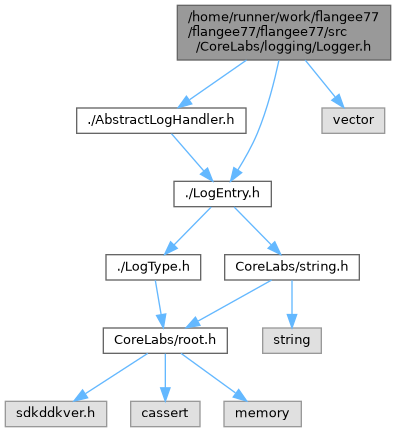 /home/runner/work/flangee77
/flangee77/flangee77/src
/CoreLabs/logging/Logger.h
./AbstractLogHandler.h
vector
./LogEntry.h
./LogType.h
CoreLabs/string.h
CoreLabs/root.h
string
sdkddkver.h
cassert
memory